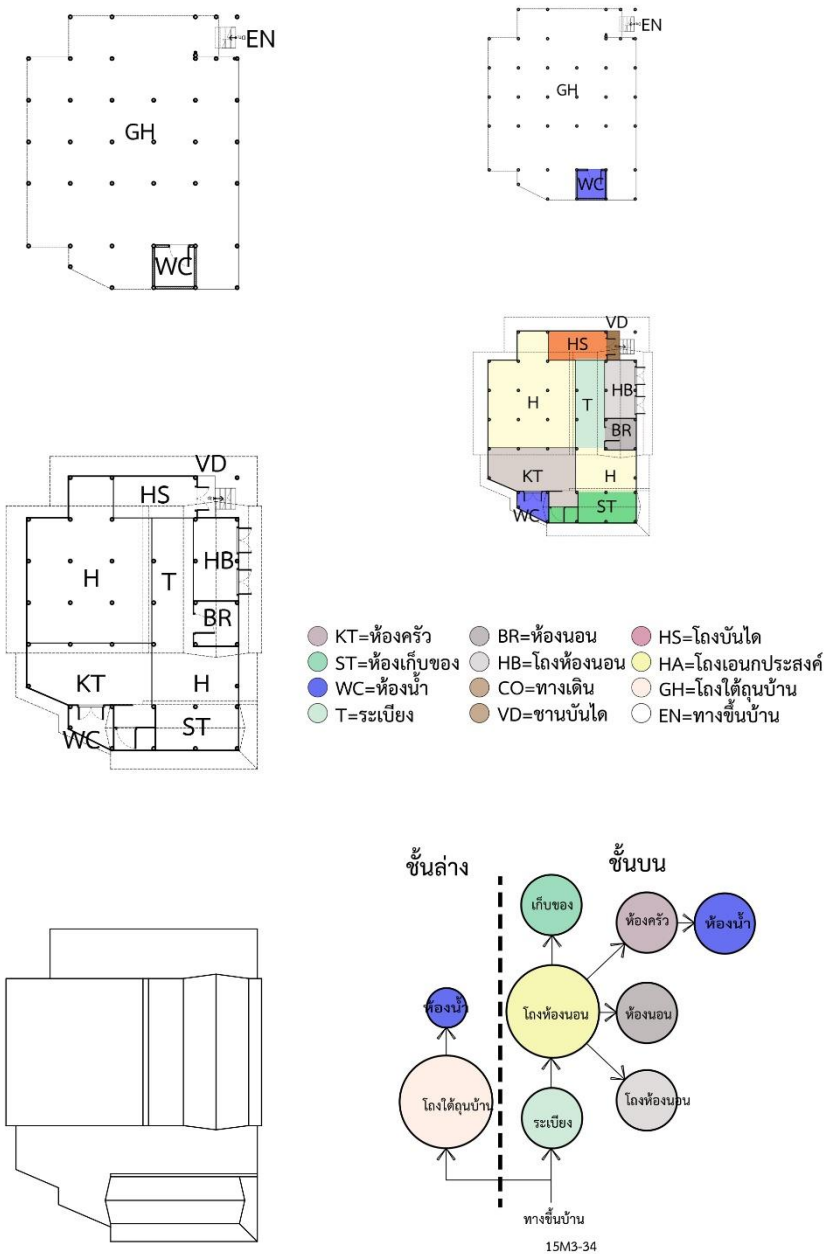 EN
GH
WC
EN
GH
WC
VD
HS
H
T
HB
BR
KT
H
WC
ST
VD
HS
H
T
HB
BR
KT
H
WC
ST
KT=ห้องครัว
BR=ห้องนอน
HS=โถงบันได
ST=ห้องเก็บของ
HB=โถงห้องนอน
HA=โถงเอนกประสงค์
WC=ห้องน้ำ
CO=ทางเดิน
GH=โถงใต้ถุนบ้าน
T=ระเบียง
VD=ชานบันได
EN=ทางขึ้นบ้าน
ชั้นล่าง
ชั้นบน
เก็บของ
ห้องครัว
ห้องน้ำ
ห้องน้ำ
โถงห้องนอน
ห้องนอน
โถงใต้ถุนบ้าน
ระเบียง
โถงห้องนอน
ทางขึ้นบ้าน
15M3-34